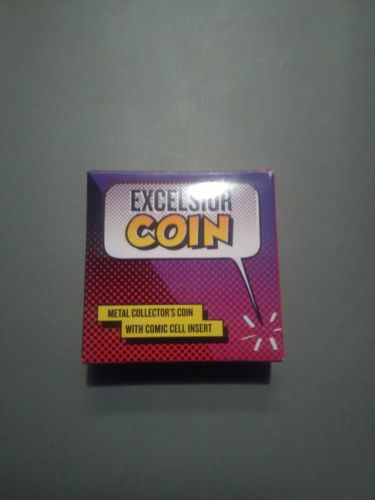 EXCELSIOR
COIN
METAL COLLECTOR'S COIN
WITH COMIC CELL INSERT